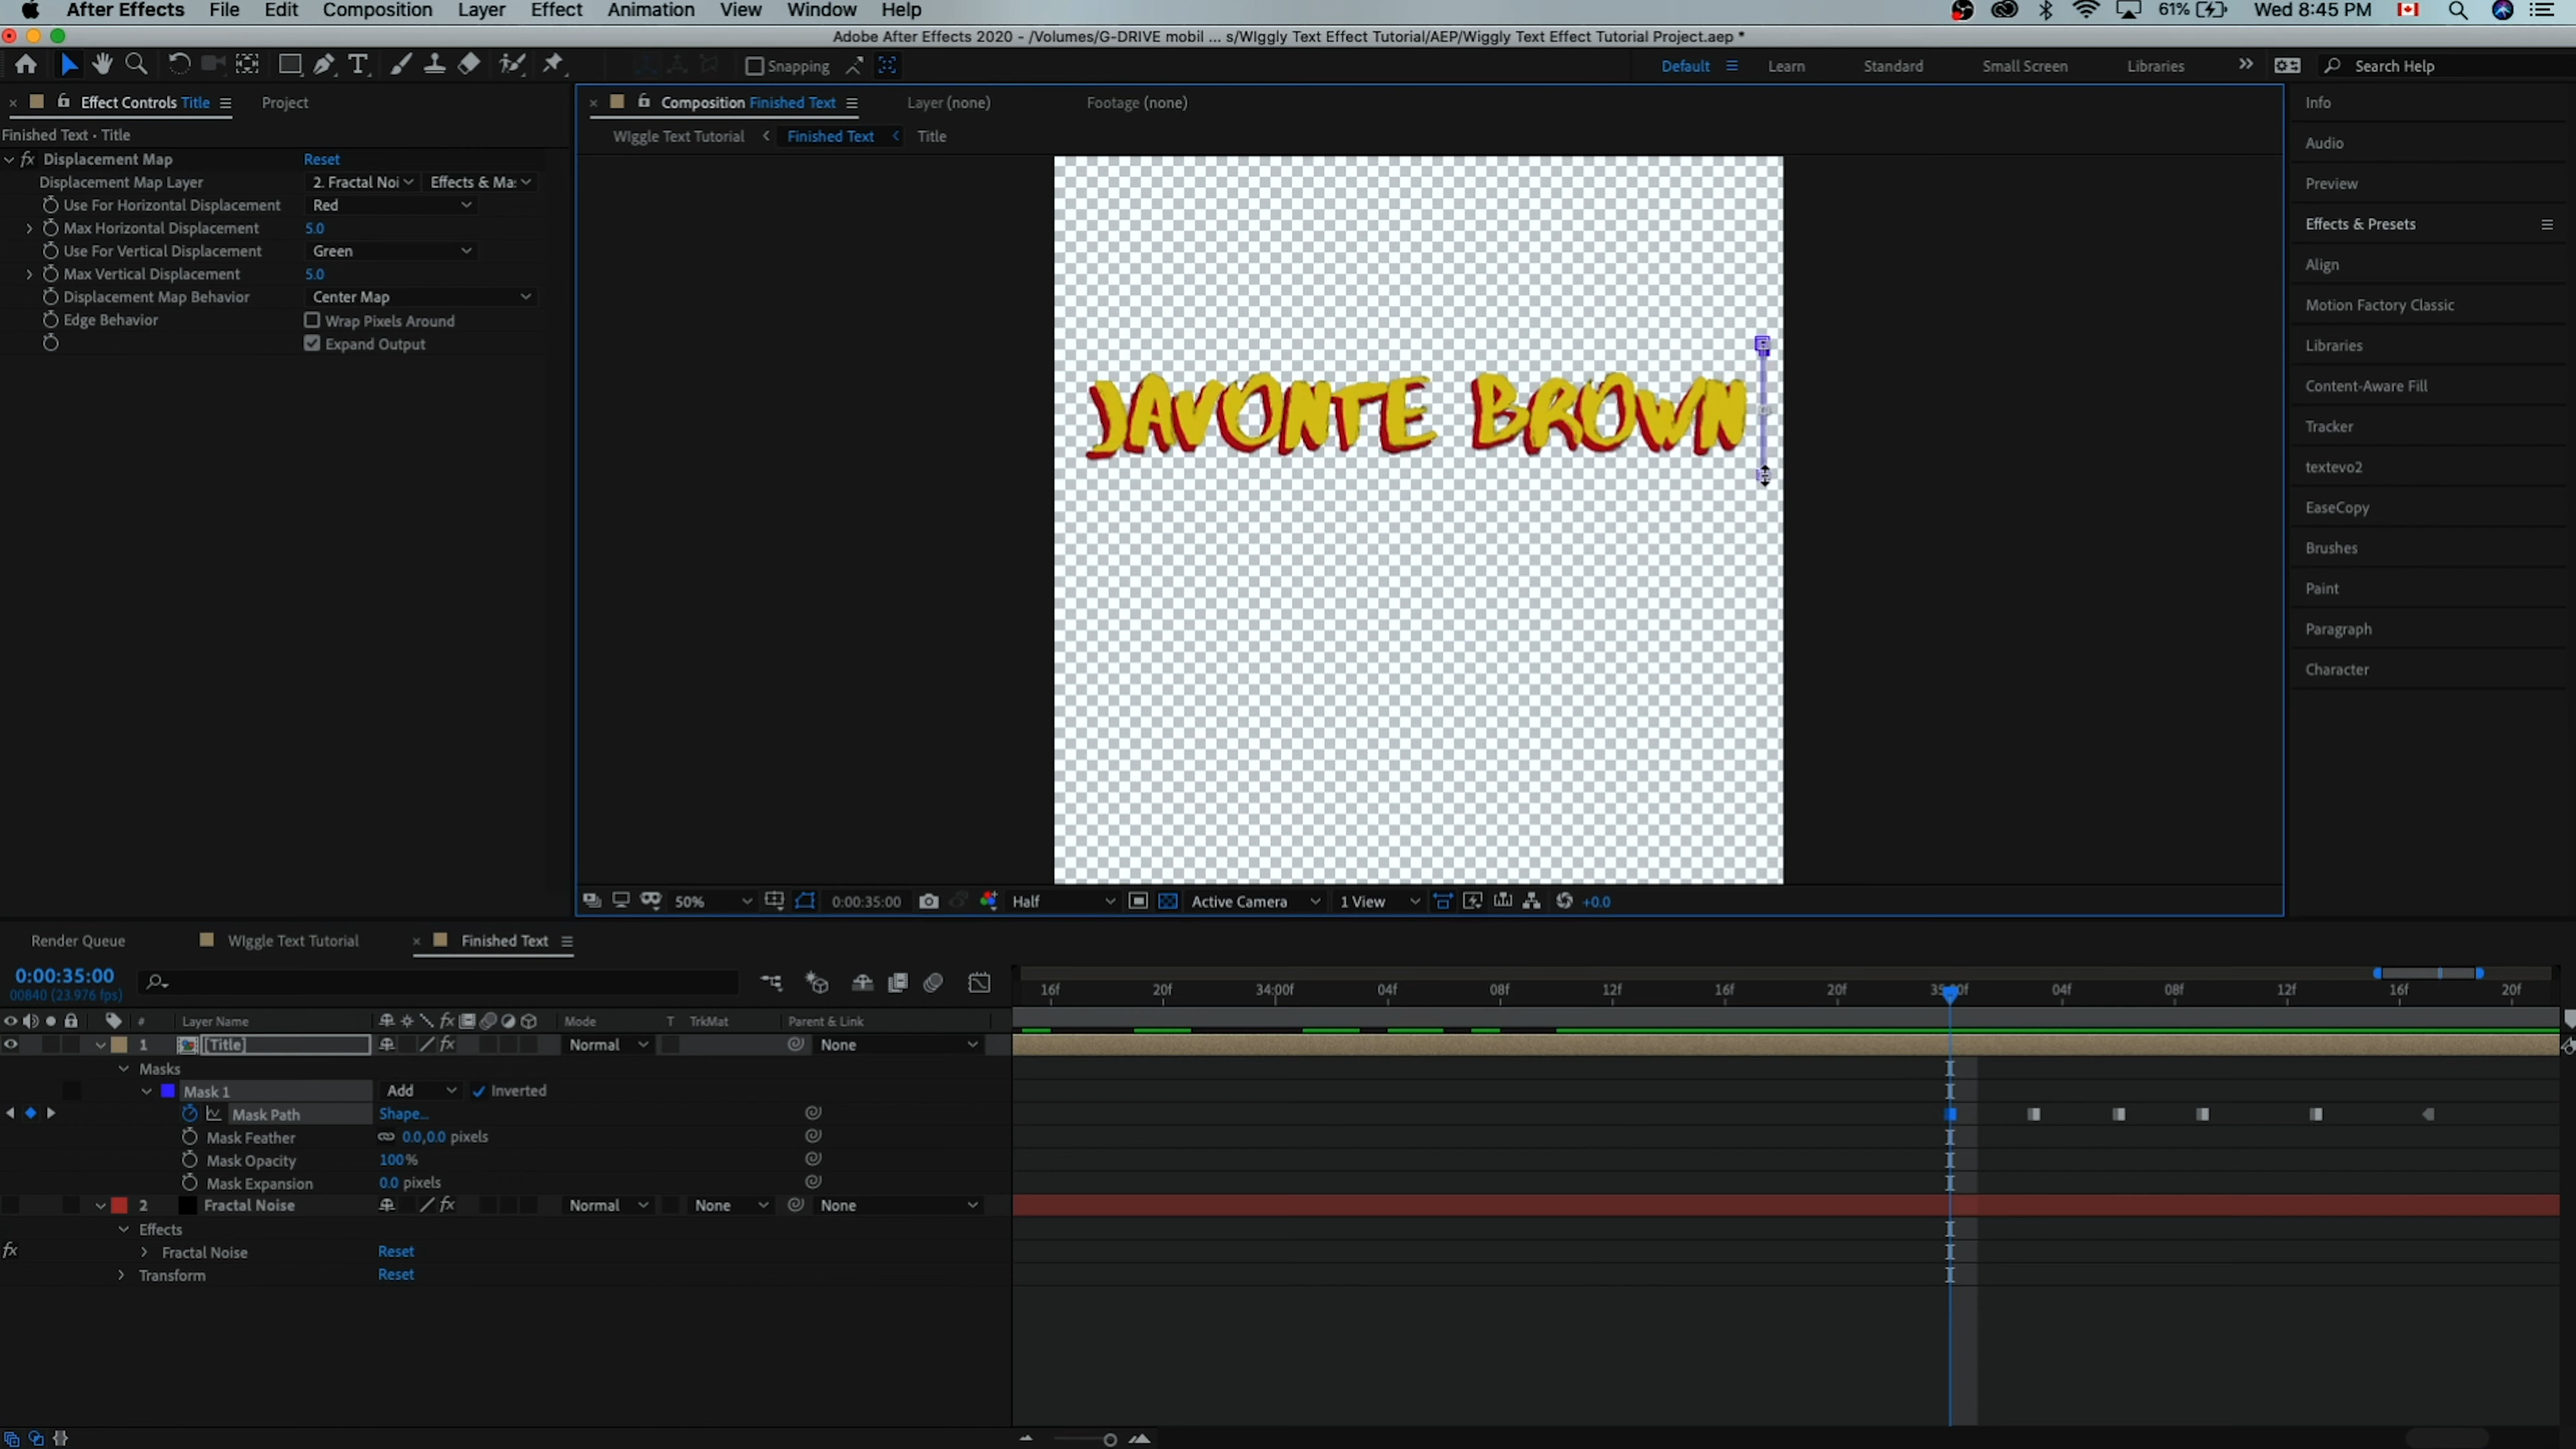 After Effects File Edit Composition Layer Effect Animation View Window Help 61% Wed 8:45 PM
Adobe After Effects 2020 - /Volumes/G-DRIVE mobil ... s/WIggly Text Effect Tutorial/AEP/Wiggly Text Effect Tutorial Project.aep *
Snapping Default Learn Standard Small Screen Libraries Search Help
Effect Controls Title Project
Finished Text • Title
fx Displacement Map Reset
Displacement Map Layer 2. Fractal Noi Effects & Ma:
Use For Horizontal Displacement Red
Max Horizontal Displacement 5.0
Use For Vertical Displacement Green
Max Vertical Displacement 5.0
Displacement Map Behavior Center Map
Edge Behavior Wrap Pixels Around
Expand Output
Composition Finished Text Layer (none) Footage (none)
WIggle Text Tutorial Finished Text Title
JAVONTE BROWN
50% 0:00:35:00 Half Active Camera 1 View +0.0
Info
Audio
Preview
Effects & Presets
Align
Motion Factory Classic
Libraries
Content-Aware Fill
Tracker
textevo2
EaseCopy
Brushes
Paint
Paragraph
Character
Render Queue WIggle Text Tutorial Finished Text
0:00:35:00
00840 (23.976 fps)
16f 20f 34:00f 04f 08f 12f 16f 20f 35:00f 04f 08f 12f 16f 20f
# Layer Name fx Mode T TrkMat Parent & Link
1 [Title] fx Normal None
Masks
Mask 1 Add Inverted
Mask Path Shape...
Mask Feather 0.0,0.0 pixels
Mask Opacity 100%
Mask Expansion 0.0 pixels
2 Fractal Noise fx Normal None None
Effects
fx Fractal Noise Reset
Transform Reset